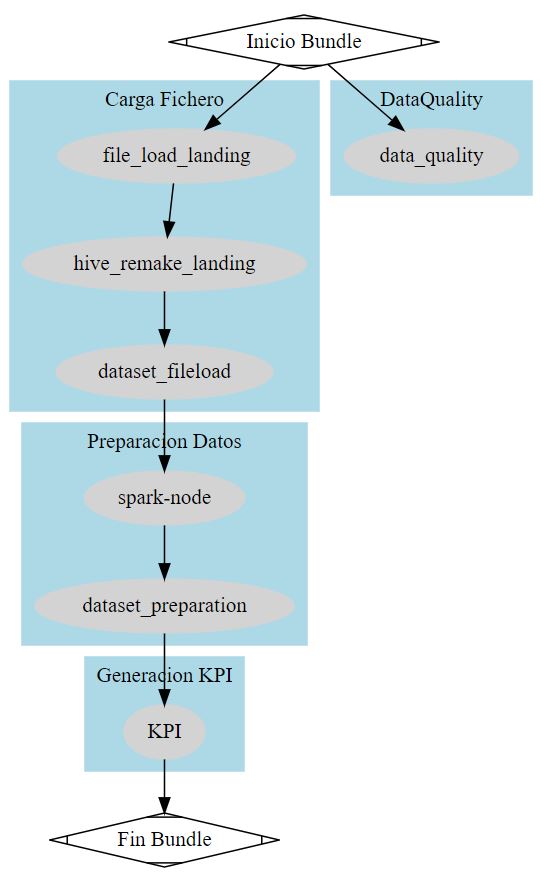 Inicio Bundle
Carga Fichero
DataQuality
file_load_landing
data_quality
hive_remake_landing
dataset_fileload
Preparacion Datos
spark-node
dataset_preparation
Generacion KPI
KPI
Fin Bundle